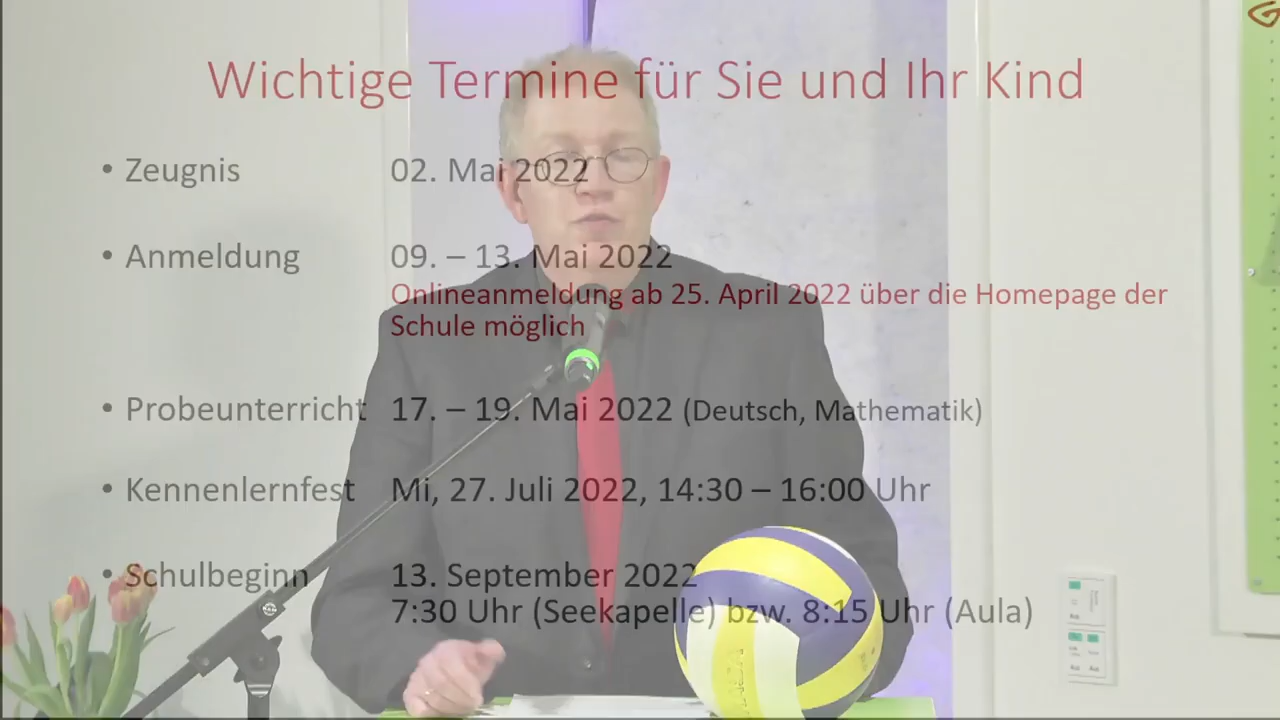 Wichtige Termine für Sie und Ihr Kind
• Zeugnis 02. Mai 2022
• Anmeldung 09. – 13. Mai 2022
Onlineanmeldung ab 25. April 2022 über die Homepage der
Schule möglich
• Probeunterricht 17. – 19. Mai 2022 (Deutsch, Mathematik)
• Kennenlernfest Mi, 27. Juli 2022, 14:30 – 16:00 Uhr
• Schulbeginn 13. September 2022
7:30 Uhr (Seekapelle) bzw. 8:15 Uhr (Aula)